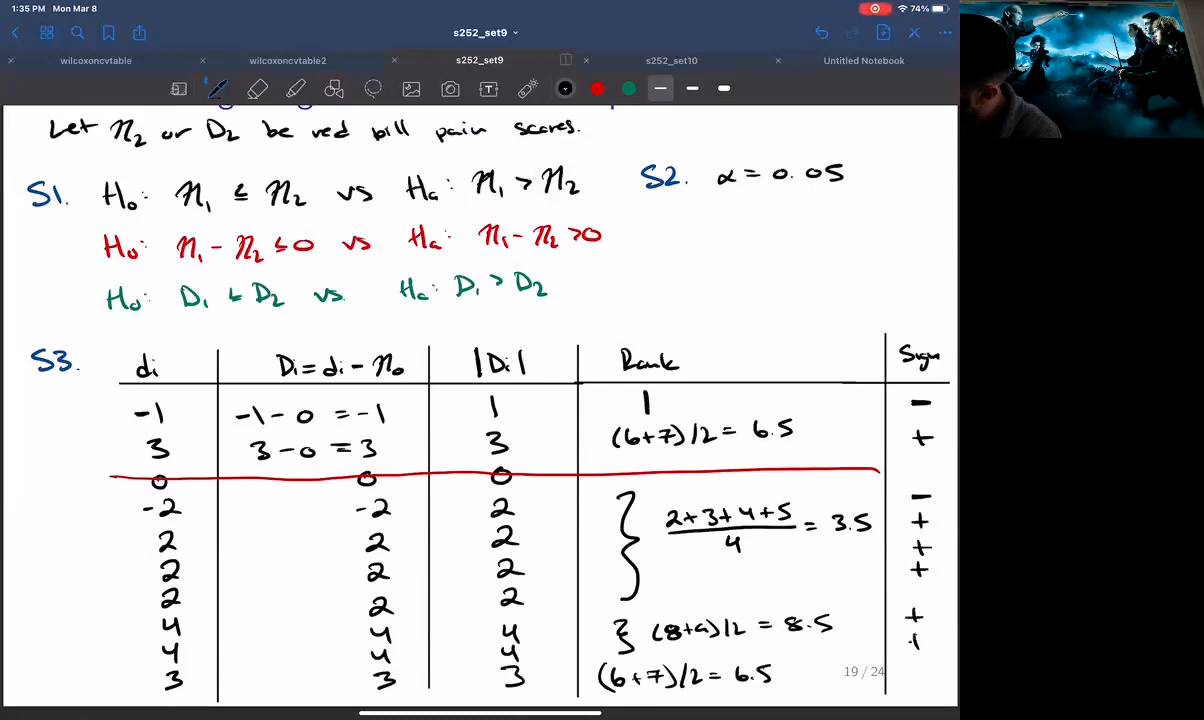 1:35 PM Mon Mar 8
74%
s252_set9
wilcoxoncvtable
wilcoxoncvtable2
s252_set9
s252_set10
Untitled Notebook
Let η₂ or D₂ be red bill pain scores.
S1. H₀: η₁ ≤ η₂ vs Hₐ: η₁ > η₂
S2. α = 0.05
H₀: η₁ - η₂ ≤ 0 vs Hₐ: η₁ - η₂ > 0
H₀: D₁ ≤ D₂ vs. Hₐ: D₁ > D₂
S3. di Di = di - η₀ |Di| Rank Sign
-1 -1 - 0 = -1 1 1 -
3 3 - 0 = 3 3 (6+7)/2 = 6.5 +
0 0 0
-2 -2 2 -
2 2 2 2+3+4+5/4 = 3.5 +
2 2 2 +
2 2 2 +
4 4 4 (8+9)/2 = 8.5 +
4 4 4 +
3 3 3 (6+7)/2 = 6.5
19 / 24